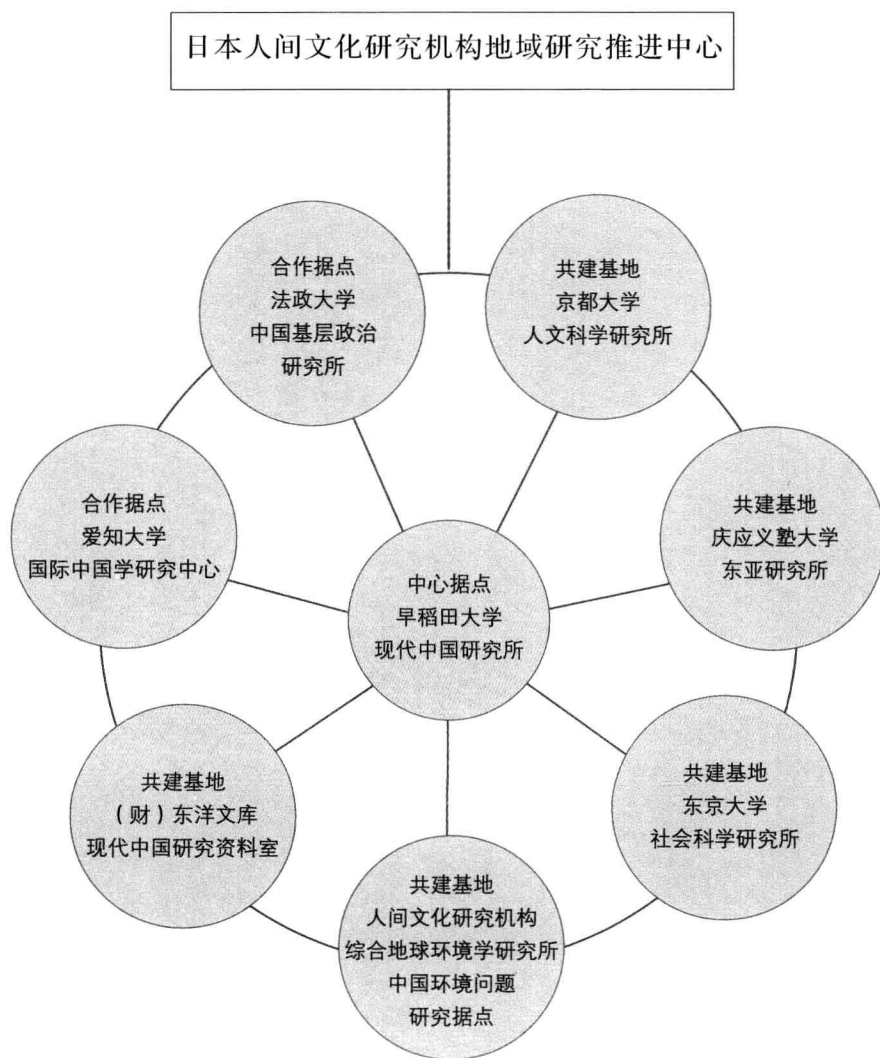 日本人间文化研究机构地域研究推进中心
合作据点
法政大学
中国基层政治
研究所
共建基地
京都大学
人文科学研究所
合作据点
爱知大学
国际中国学研究中心
共建基地
庆应义塾大学
东亚研究所
中心据点
早稻田大学
现代中国研究所
共建基地
（财）东洋文库
现代中国研究资料室
共建基地
东京大学
社会科学研究所
共建基地
人间文化研究机构
综合地球环境学研究所
中国环境问题
研究据点